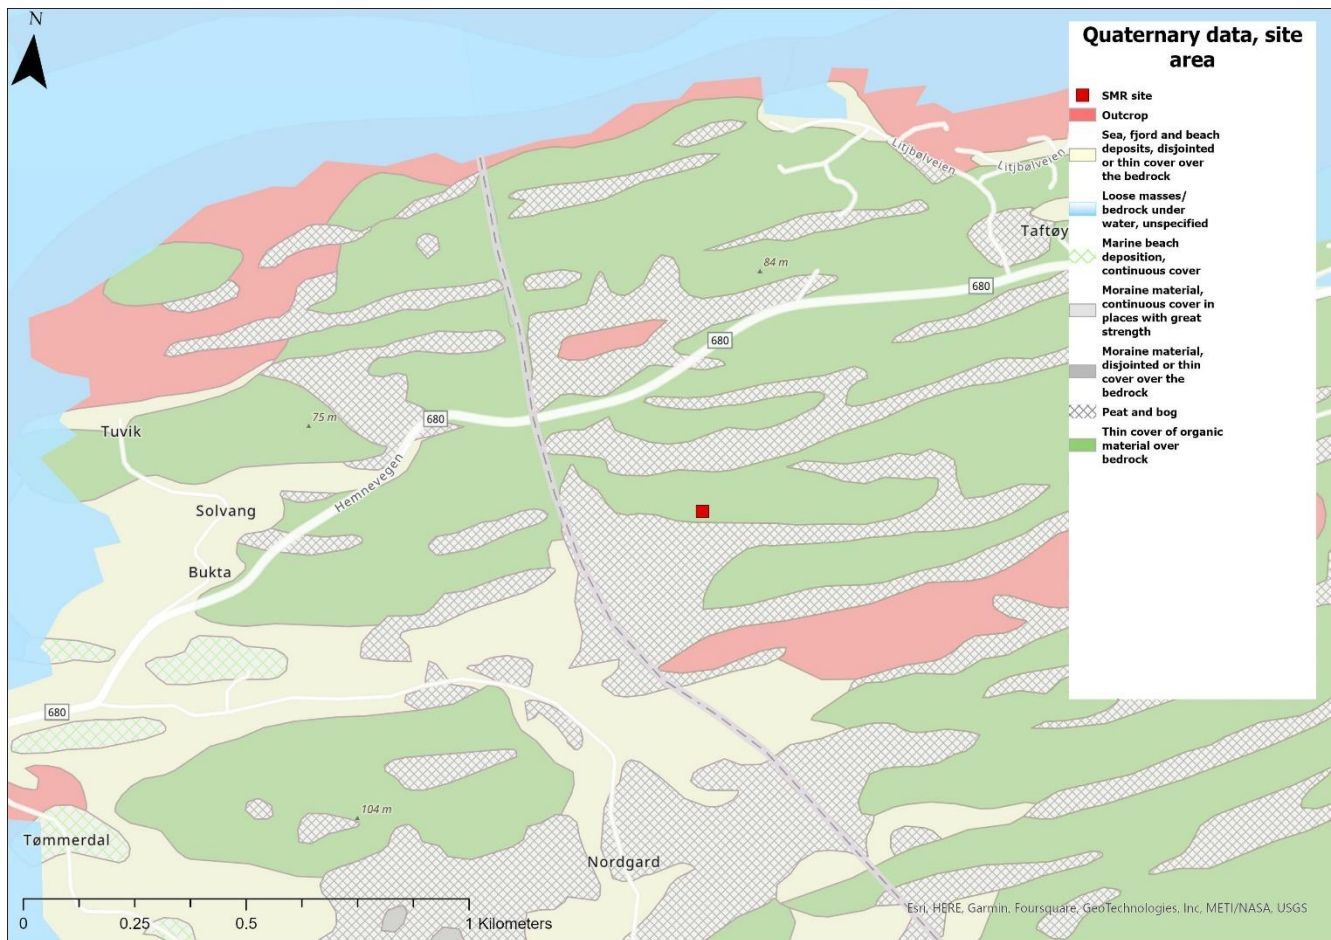 N
Quaternary data, site
area
SMR site
Outcrop
Sea, fjord and beach
deposits, disjointed
or thin cover over
the bedrock
Loose masses/
bedrock under
water, unspecified
Marine beach
deposition,
continuous cover
Moraine material,
continuous cover in
places with great
strength
Moraine material,
disjointed or thin
cover over the
bedrock
Peat and bog
Thin cover of organic
material over
bedrock
Litjbølveien
Litjbølveien
Taftøy
84 m
680
680
75 m
680
Tuvik
Hemnevegen
Solvang
Bukta
680
104 m
Tømmerdal
Nordgard
0 0.25 0.5 1 Kilometers
Esri, HERE, Garmin, Foursquare, GeoTechnologies, Inc, METI/NASA, USGS